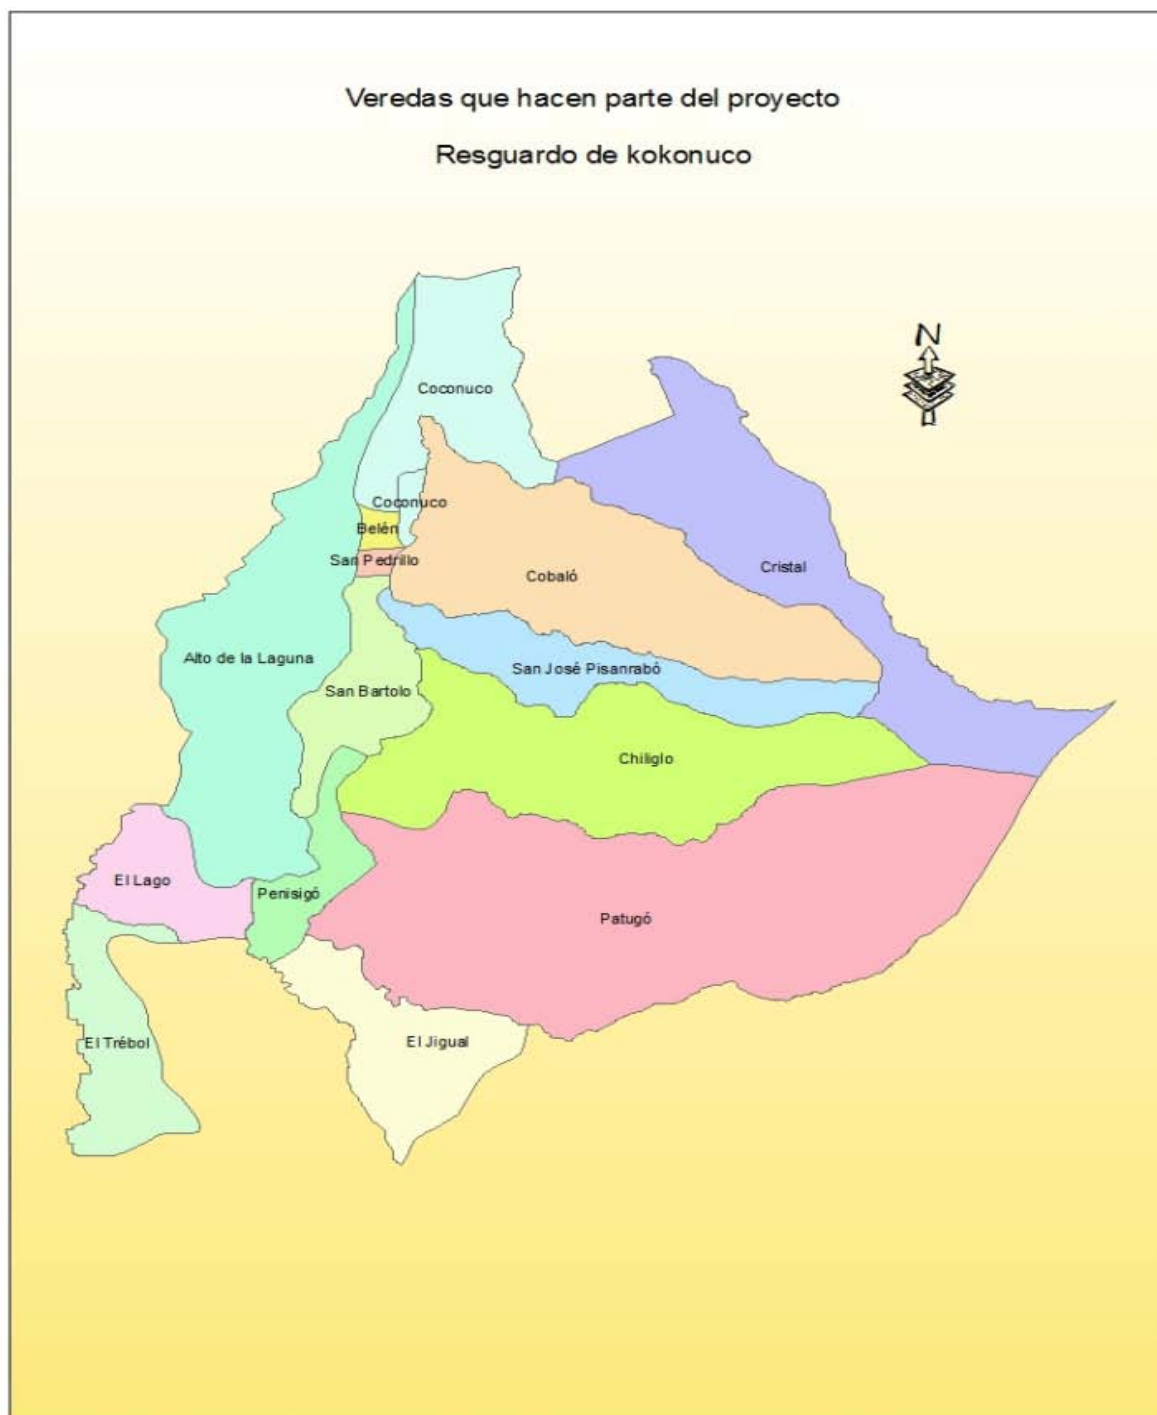 Veredas que hacen parte del proyecto
Resguardo de kokonuco
N
Coconuco
Coconuco
Belén
San Pedrillo
Cobaló
Cristal
Alto de la Laguna
San José Pisanrabó
San Bartolo
Chiliglo
El Lago
Penisigó
Patugó
El Trébol
El Jigual